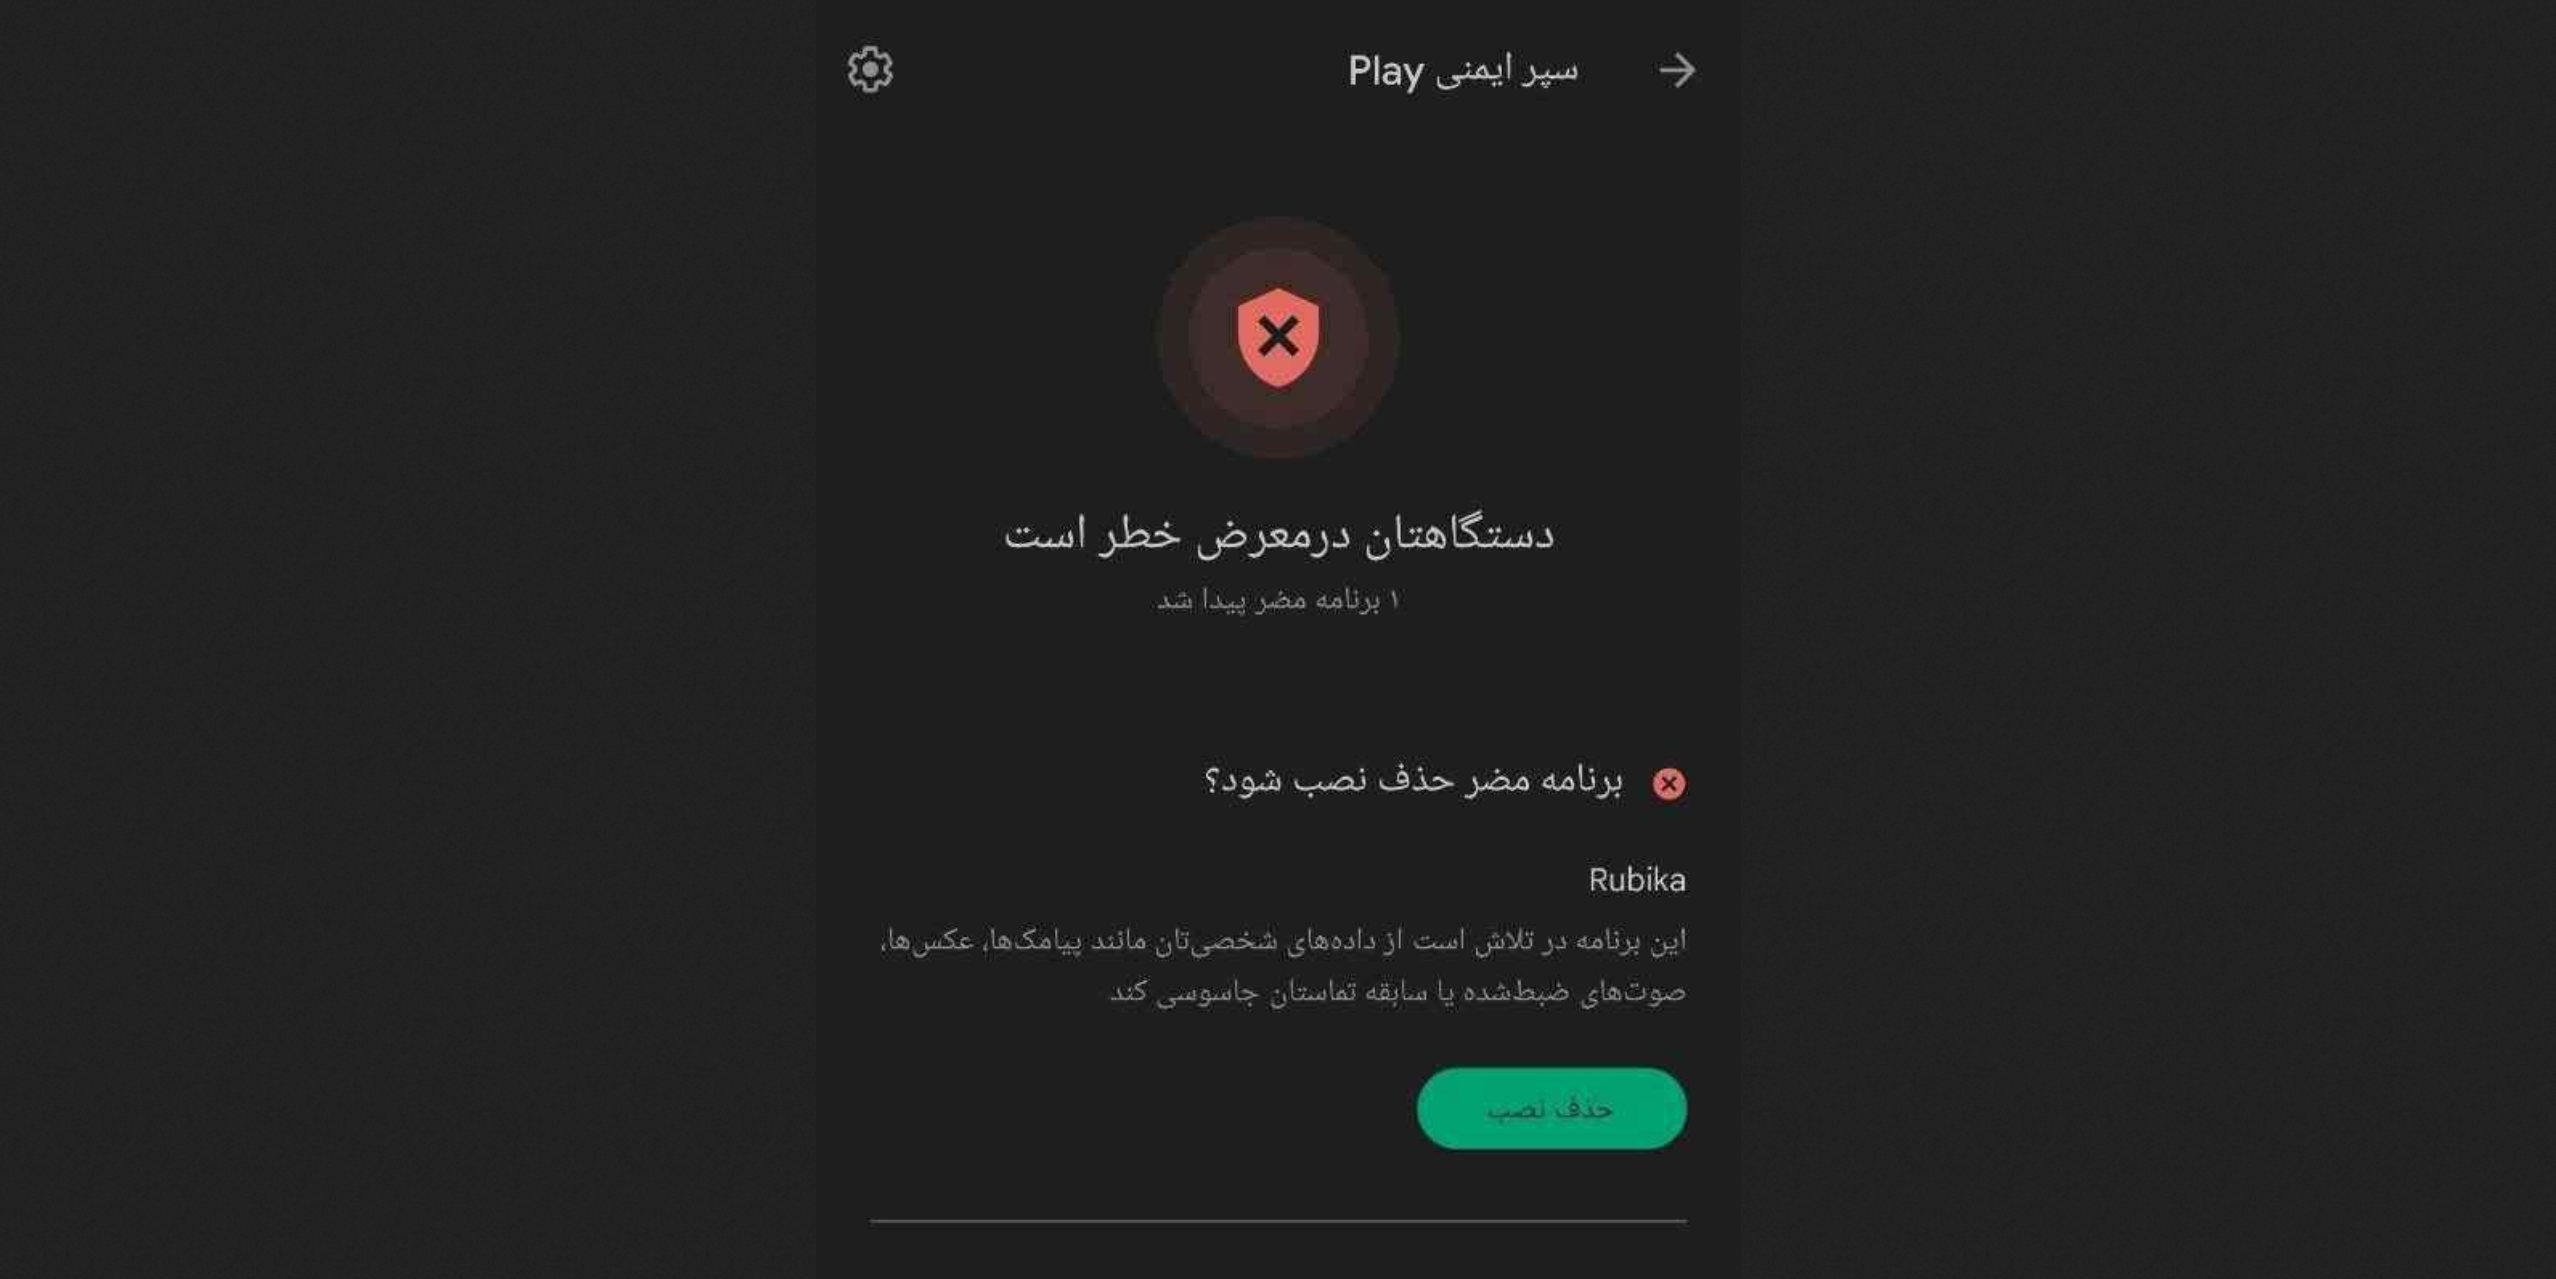 سپر ایمنی Play
دستگاهتان درمعرض خطر است
۱ برنامه مضر پیدا شد
برنامه مضر حذف نصب شود؟
Rubika
این برنامه در تلاش است از داده‌های شخصی‌تان مانند پیامک‌ها، عکس‌ها،
صوت‌های ضبط‌شده یا سابقه تماستان جاسوسی کند
حذف نصب